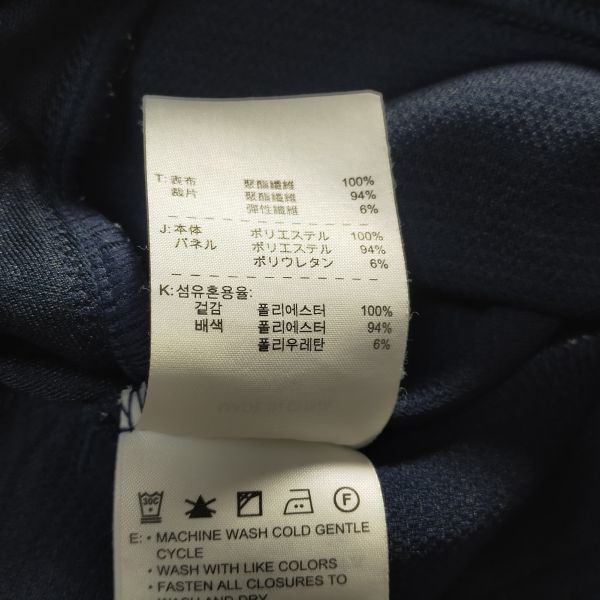 T: 表布 聚酯纖維 100%
裁片 聚酯纖維 94%
彈性纖維 6%
J: 本体 ポリエステル 100%
パネル ポリエステル 94%
ポリウレタン 6%
K: 섬유혼용율:
겉감 폴리에스터 100%
배색 폴리에스터 94%
폴리우레탄 6%
30C
F
E: • MACHINE WASH COLD GENTLE
CYCLE
• WASH WITH LIKE COLORS
• FASTEN ALL CLOSURES TO
WASH AND DRY